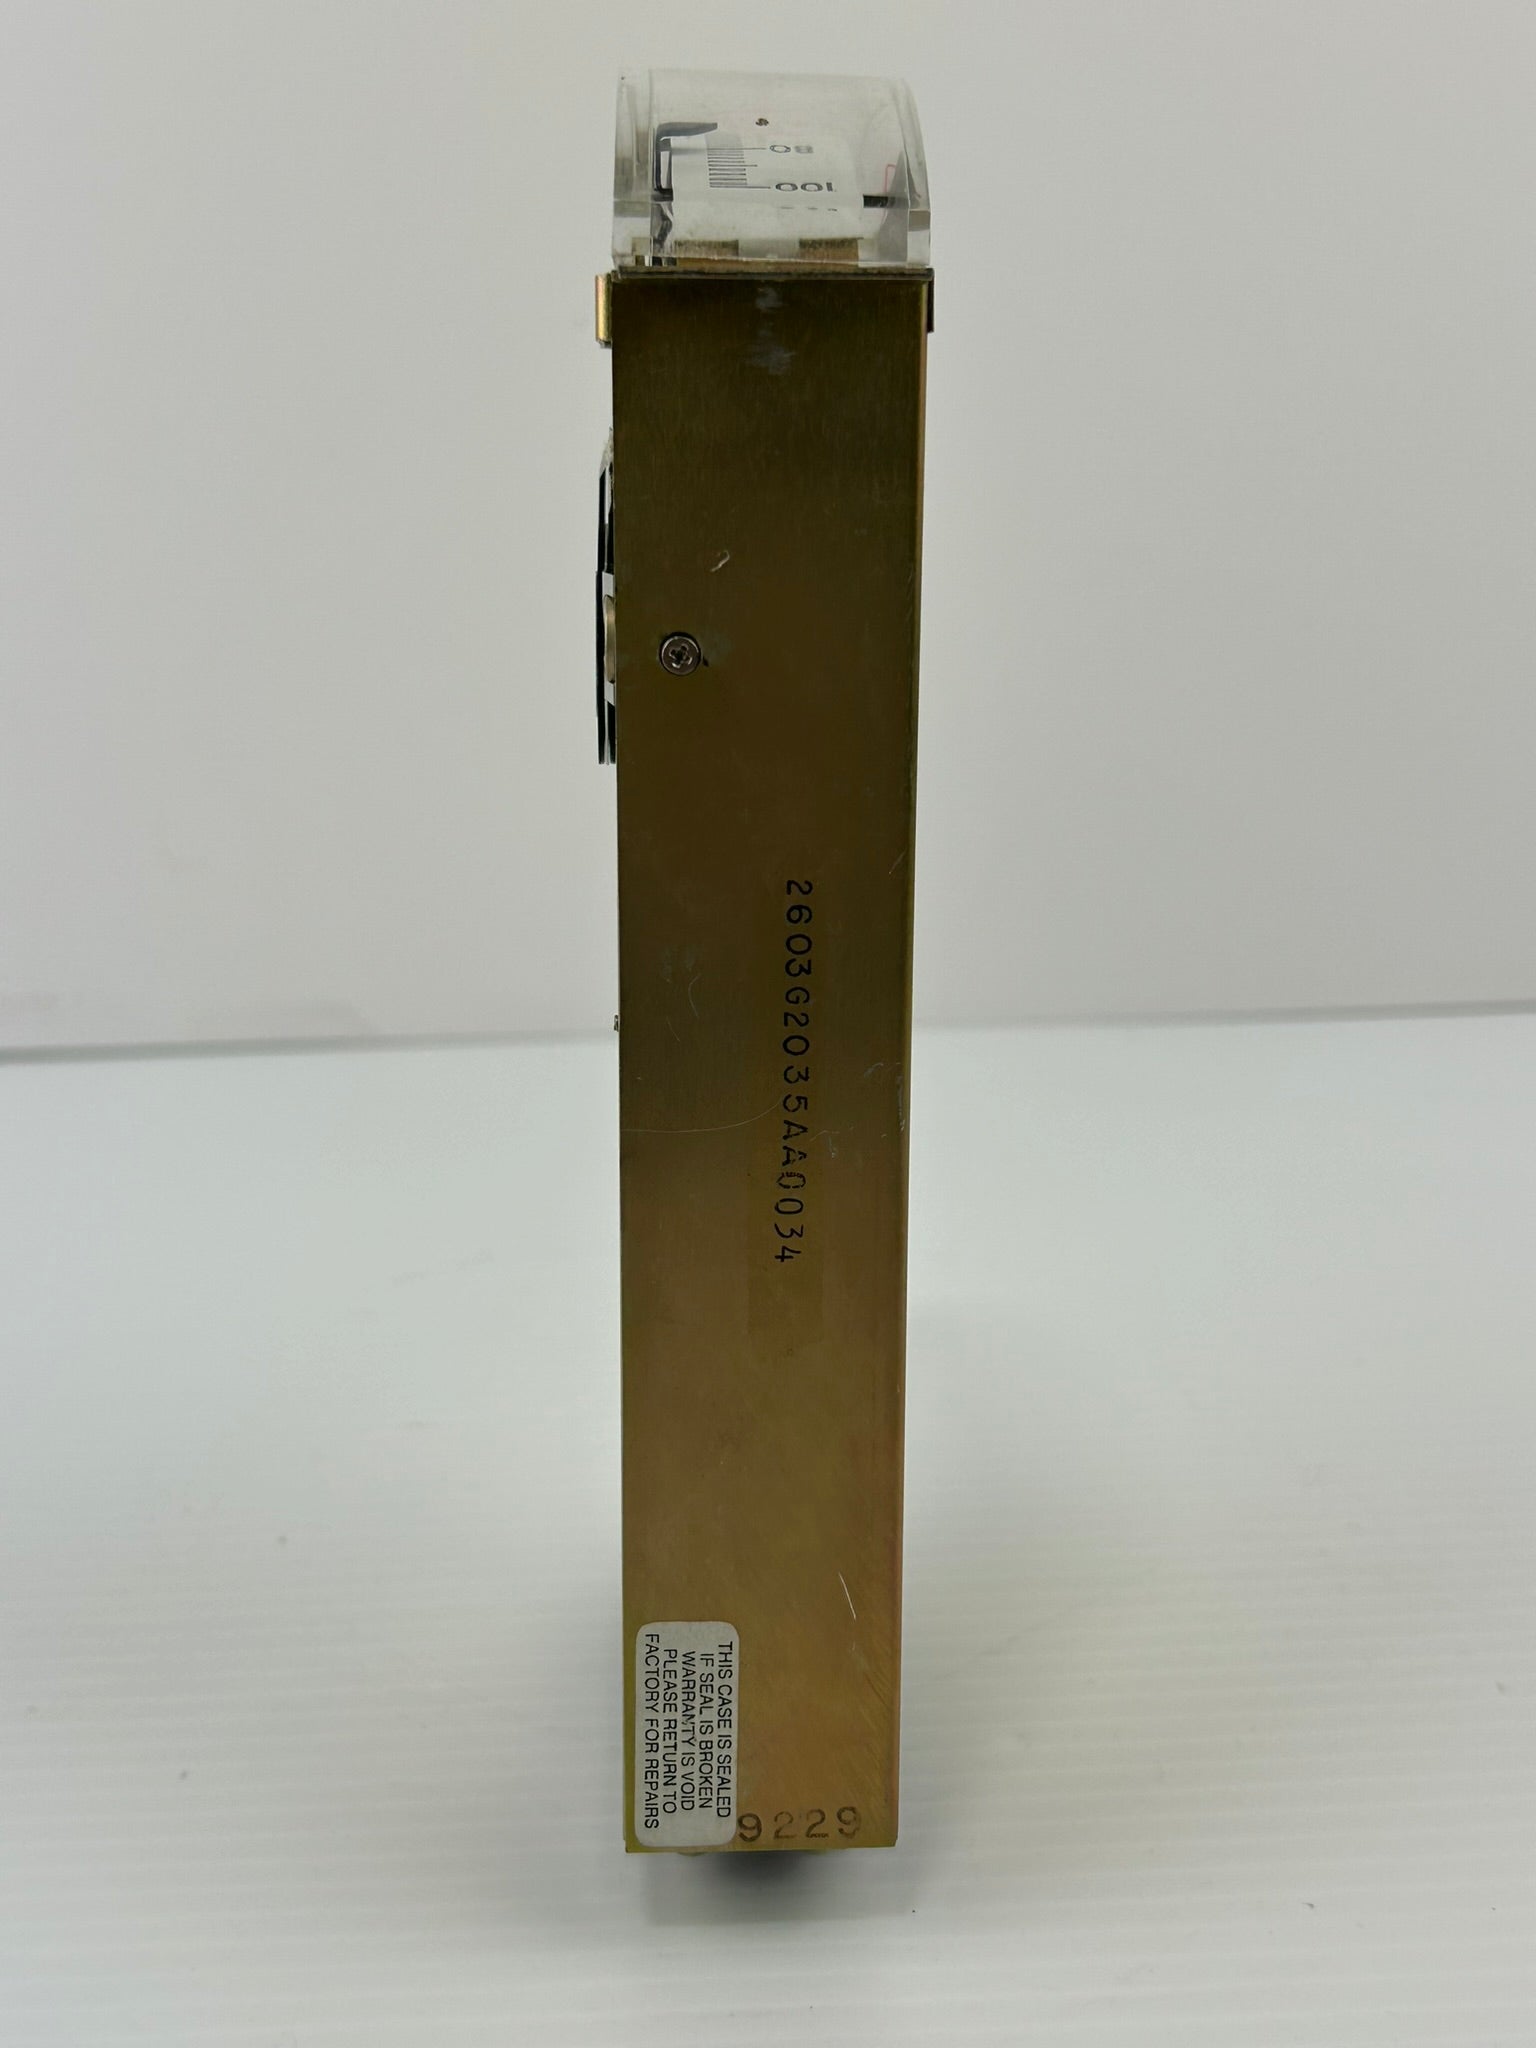 80
100
2603G2035AA0034
THIS CASE IS SEALED
IF SEAL IS BROKEN
WARRANTY IS VOID
PLEASE RETURN TO
FACTORY FOR REPAIRS
9229